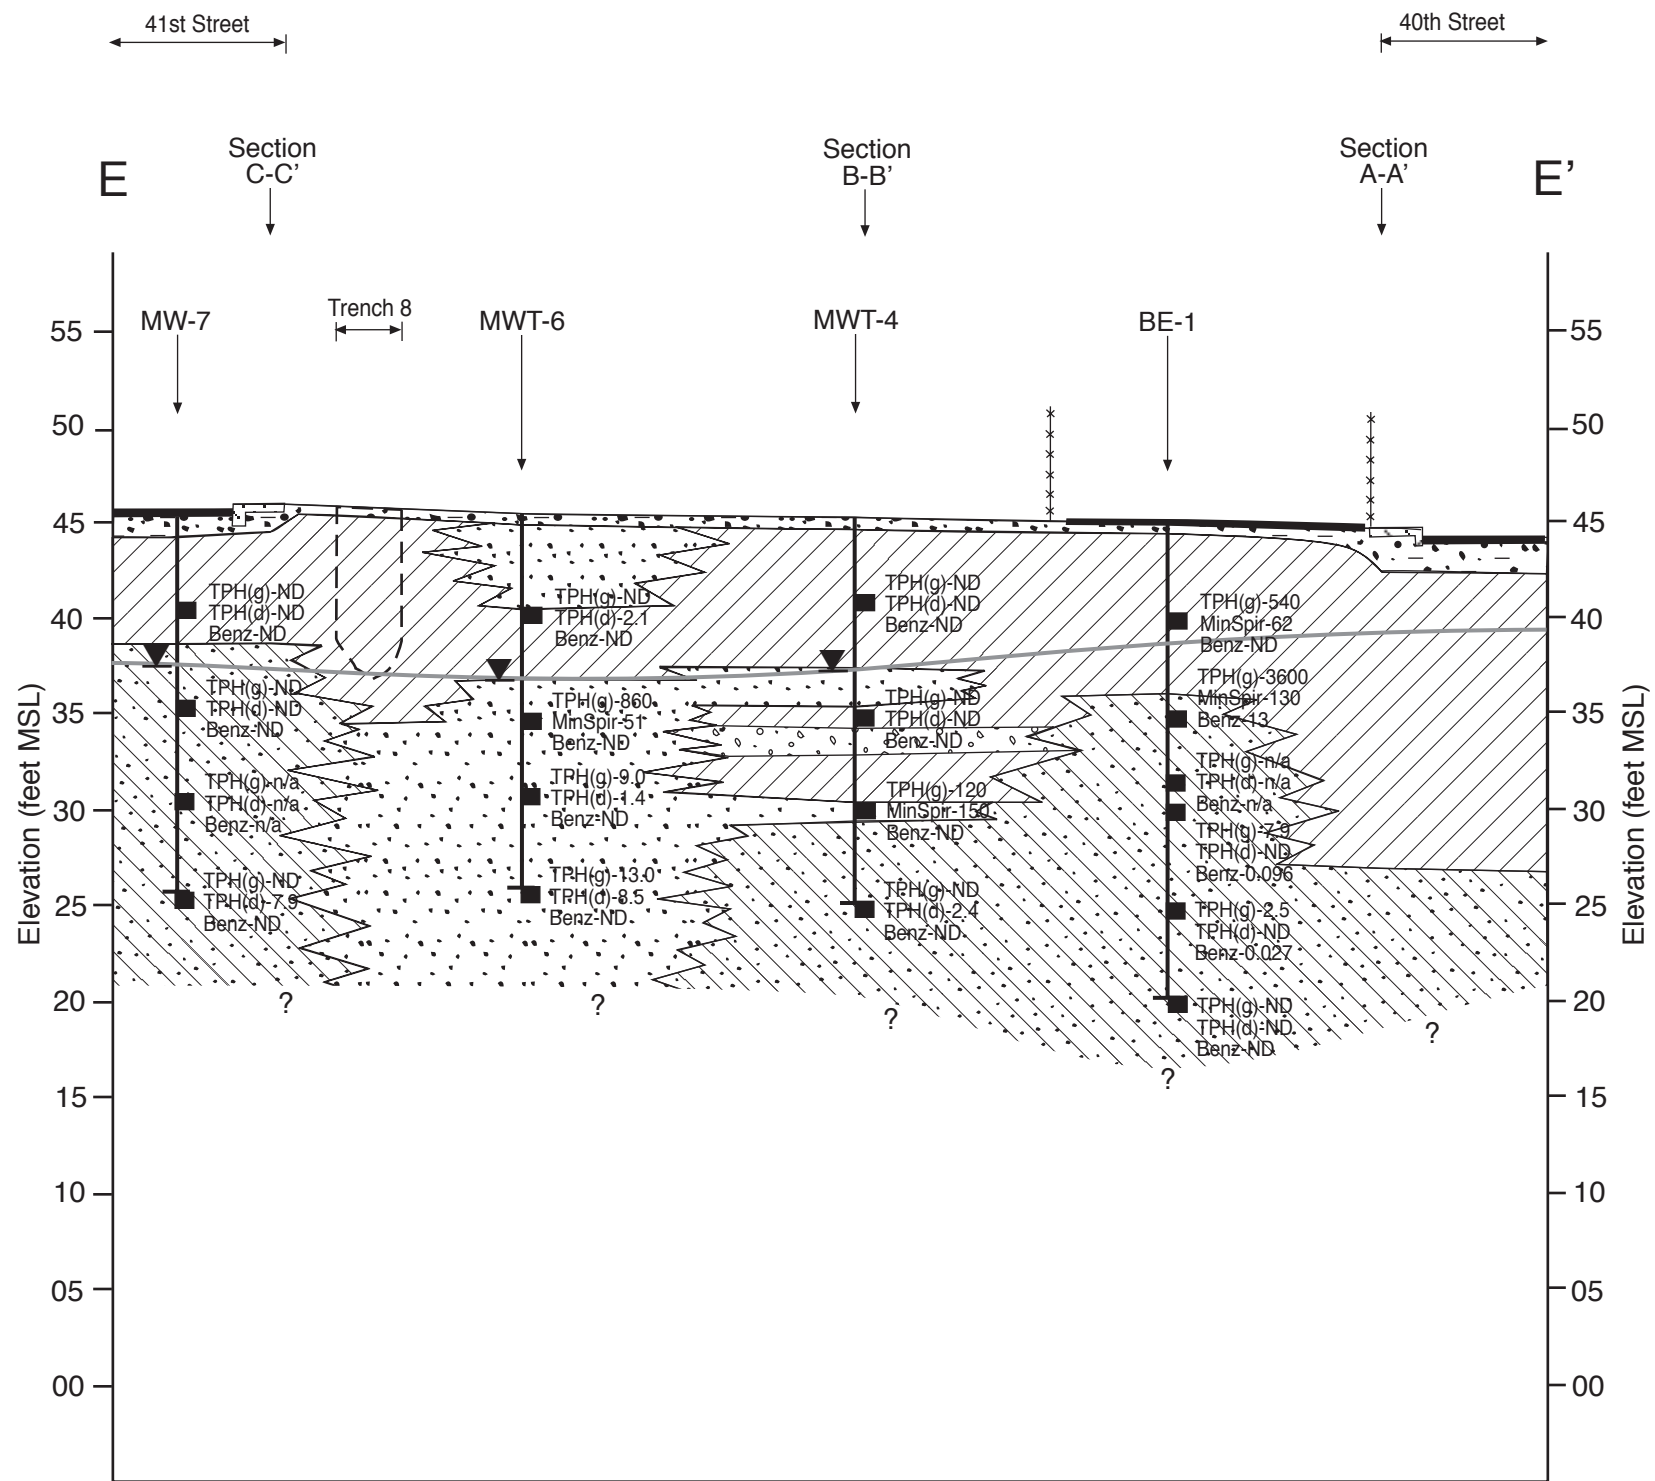 41st Street
40th Street
Section
C-C’
Section
B-B’
Section
A-A’
E
E’
MW-7
Trench 8
MWT-6
MWT-4
BE-1
55
50
45
40
35
30
25
20
15
10
05
00
Elevation (feet MSL)
TPH(g)-ND
TPH(d)-ND
Benz-ND
TPH(g)-ND
TPH(d)-ND
Benz-ND
TPH(g)-n/a
TPH(d)-n/a
Benz-n/a
TPH(g)-ND
TPH(d)-7.9
Benz-ND
TPH(g)-ND
TPH(d)-2.1
Benz-ND
TPH(g)-860
MinSpir-51
Benz-ND
TPH(g)-9.0
TPH(d)-1.4
Benz-ND
TPH(g)-13.0
TPH(d)-8.5
Benz-ND
TPH(g)-ND
TPH(d)-ND
Benz-ND
TPH(g)-ND
TPH(d)-ND
Benz-ND
TPH(g)-120
MinSpir-150
Benz-ND
TPH(g)-ND
TPH(d)-2.4
Benz-ND
TPH(g)-540
MinSpir-62
Benz-ND
TPH(g)-3600
MinSpir-130
Benz-13
TPH(g)-n/a
TPH(d)-n/a
Benz-n/a
TPH(g)-7.9
TPH(d)-ND
Benz-0.096
TPH(g)-2.5
TPH(d)-ND
Benz-0.027
TPH(g)-ND
TPH(d)-ND
Benz-ND
?
?
?
?
?
55
50
45
40
35
30
25
20
15
10
05
00
Elevation (feet MSL)